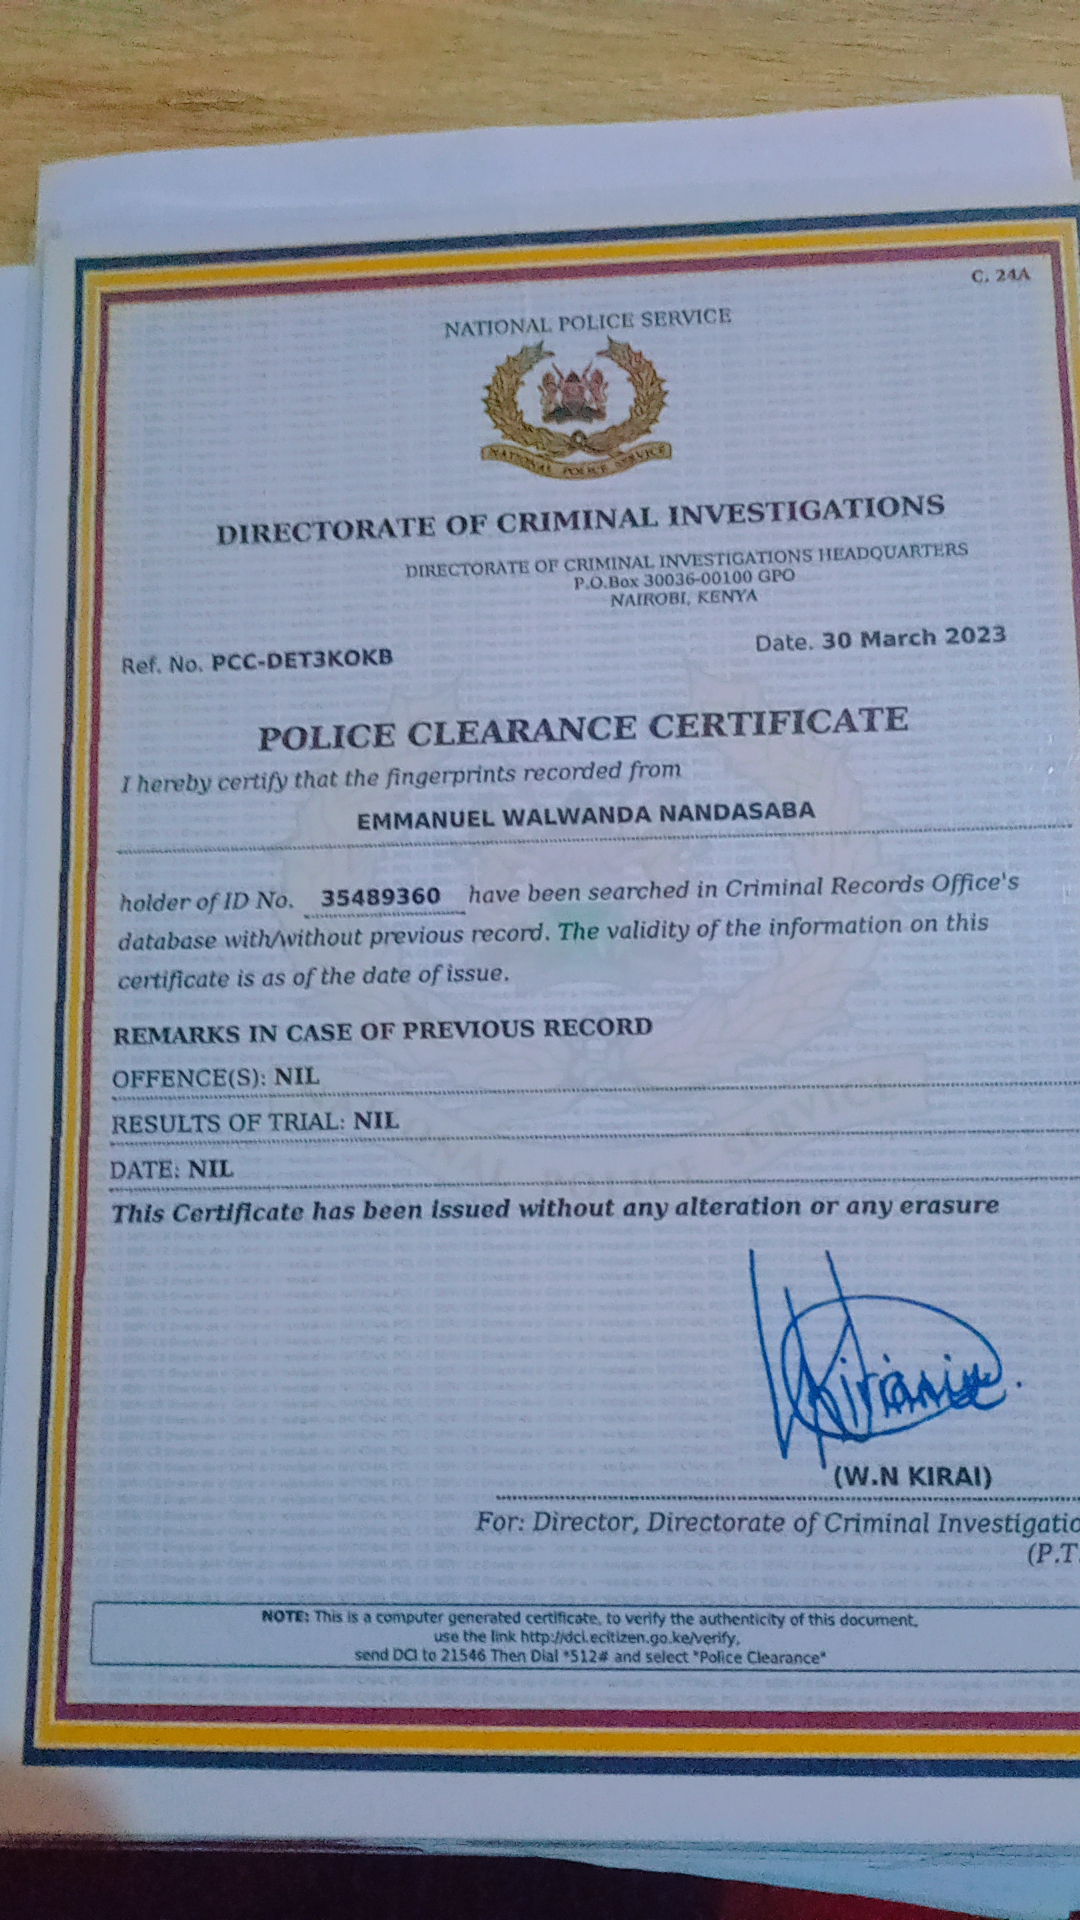 C. 24A
NATIONAL POLICE SERVICE
NATIONAL POLICE SERVICE
DIRECTORATE OF CRIMINAL INVESTIGATIONS
DIRECTORATE OF CRIMINAL INVESTIGATIONS HEADQUARTERS
P.O.Box 30036-00100 GPO
NAIROBI, KENYA
Ref. No. PCC-DET3KOKB
Date. 30 March 2023
POLICE CLEARANCE CERTIFICATE
I hereby certify that the fingerprints recorded from
EMMANUEL WALWANDA NANDASABA
holder of ID No. 35489360 have been searched in Criminal Records Office's
database with/without previous record. The validity of the information on this
certificate is as of the date of issue.
REMARKS IN CASE OF PREVIOUS RECORD
OFFENCE(S): NIL
RESULTS OF TRIAL: NIL
DATE: NIL
This Certificate has been issued without any alteration or any erasure
(W.N KIRAI)
For: Director, Directorate of Criminal Investigatio
(P.T.
NOTE: This is a computer generated certificate, to verify the authenticity of this document,
use the link http://dci.ecitizen.go.ke/verify,
send DCI to 21546 Then Dial *512# and select "Police Clearance"